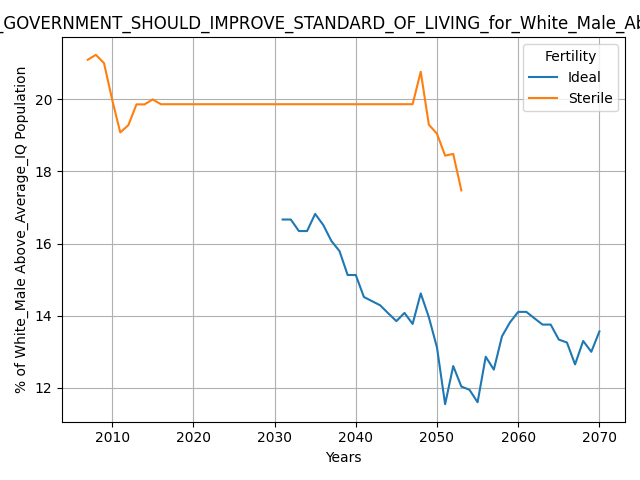 _GOVERNMENT_SHOULD_IMPROVE_STANDARD_OF_LIVING_for_White_Male_Ab
% of White_Male Above_Average_IQ Population
20
18
16
14
12
Fertility
Ideal
Sterile
2010 2020 2030 2040 2050 2060 2070
Years